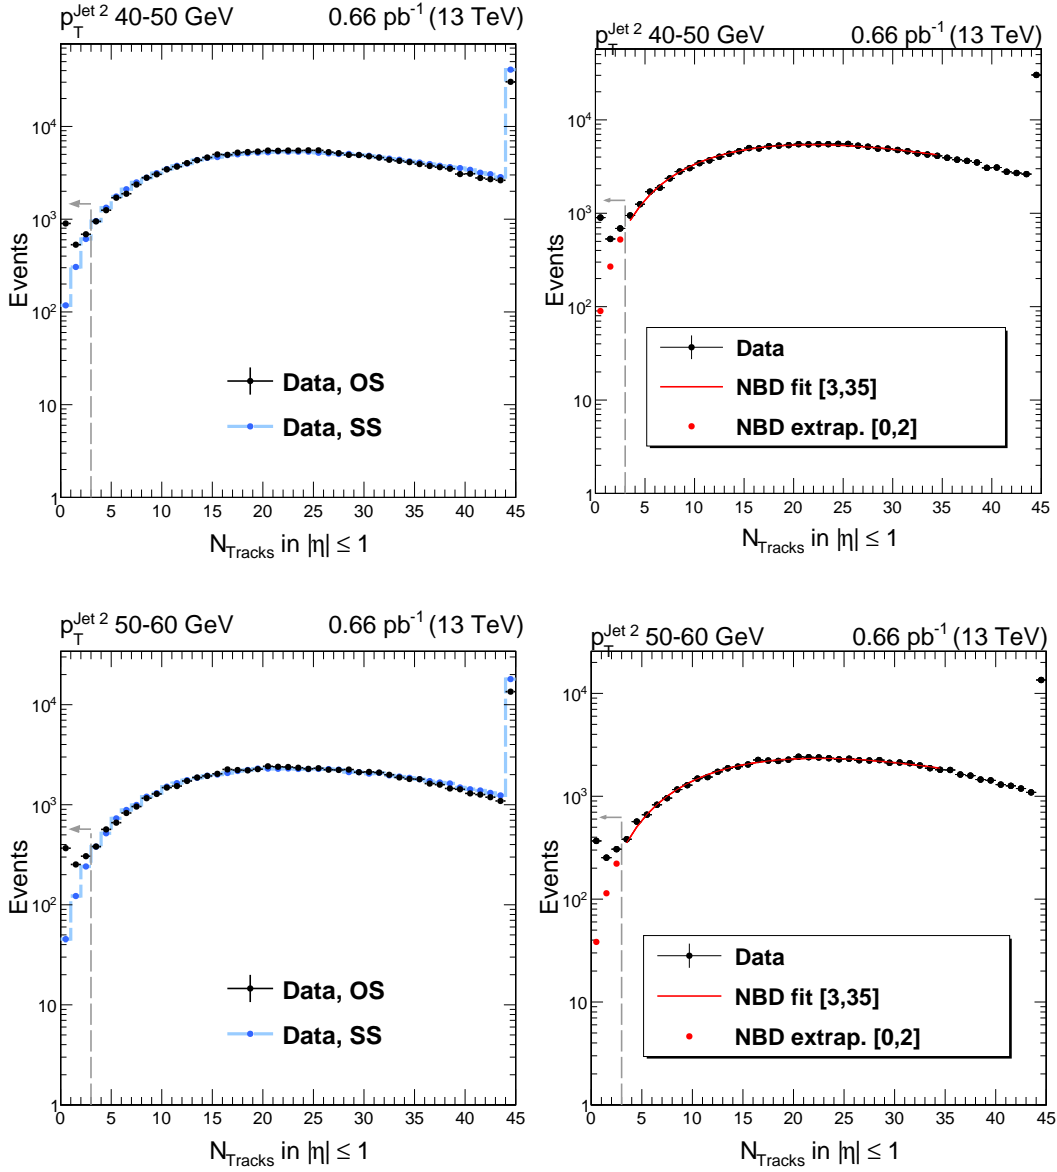 p_T^{Jet 2} 40-50 GeV 0.66 pb^{-1} (13 TeV)
Events
10^4
10^3
10^2
10
1
Data, OS
Data, SS
0 5 10 15 20 25 30 35 40 45
N_{Tracks} in |η| ≤ 1
p_T^{Jet 2} 40-50 GeV 0.66 pb^{-1} (13 TeV)
Events
10^4
10^3
10^2
10
1
Data
NBD fit [3,35]
NBD extrap. [0,2]
0 5 10 15 20 25 30 35 40 45
N_{Tracks} in |η| ≤ 1
p_T^{Jet 2} 50-60 GeV 0.66 pb^{-1} (13 TeV)
Events
10^4
10^3
10^2
10
1
Data, OS
Data, SS
0 5 10 15 20 25 30 35 40 45
N_{Tracks} in |η| ≤ 1
p_T^{Jet 2} 50-60 GeV 0.66 pb^{-1} (13 TeV)
Events
10^4
10^3
10^2
10
1
Data
NBD fit [3,35]
NBD extrap. [0,2]
0 5 10 15 20 25 30 35 40 45
N_{Tracks} in |η| ≤ 1